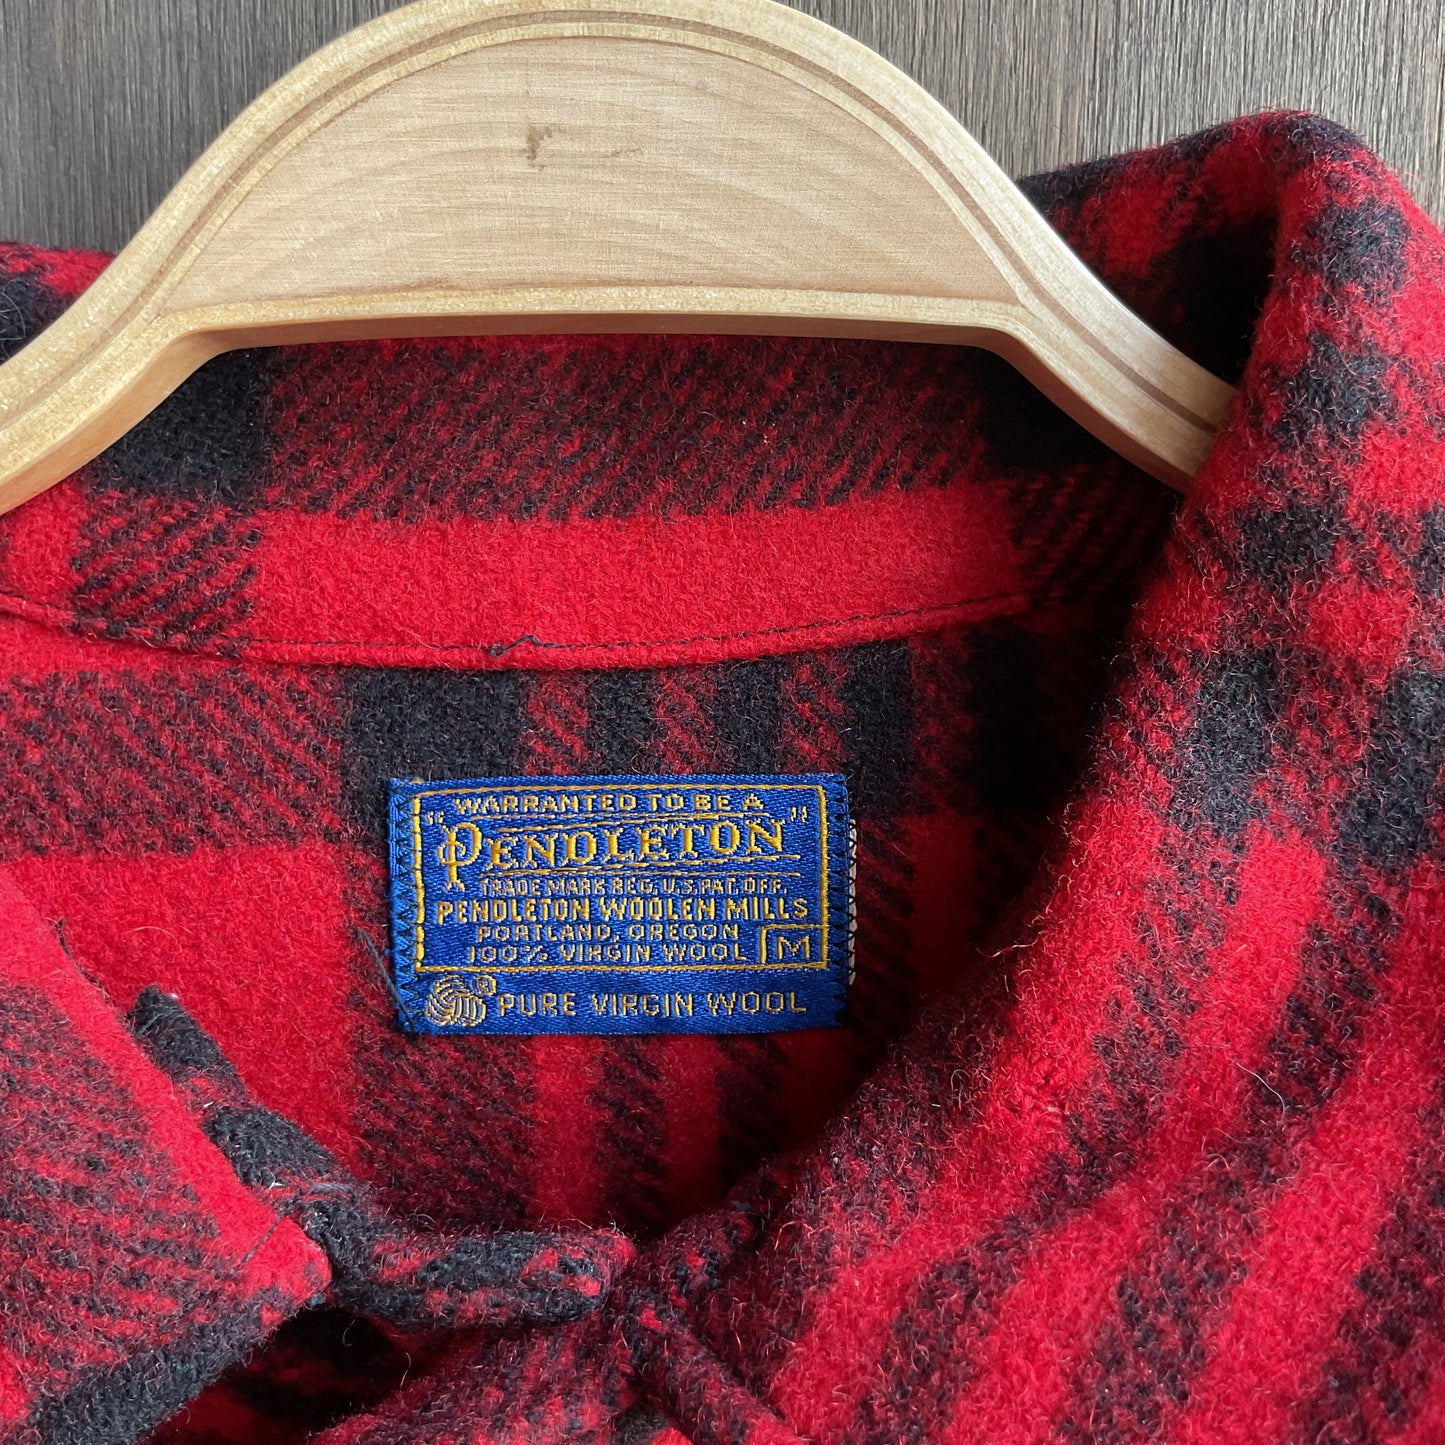 WARRANTED TO BE A
"PENDLETON"
TRADE MARK REG. U.S. PAT. OFF.
PENDLETON WOOLEN MILLS
PORTLAND, OREGON
100% VIRGIN WOOL M
® PURE VIRGIN WOOL